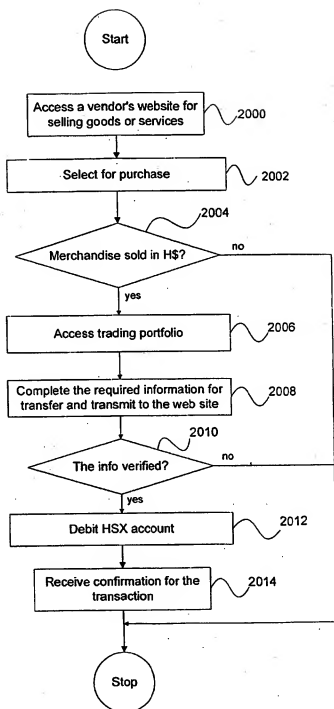 Start
Access a vendor's website for
selling goods or services
2000
Select for purchase
2002
2004
Merchandise sold in H$?
no
yes
Access trading portfolio
2006
Complete the required information for
transfer and transmit to the web site
2008
2010
The info verified?
no
yes
Debit HSX account
2012
Receive confirmation for the
transaction
2014
Stop